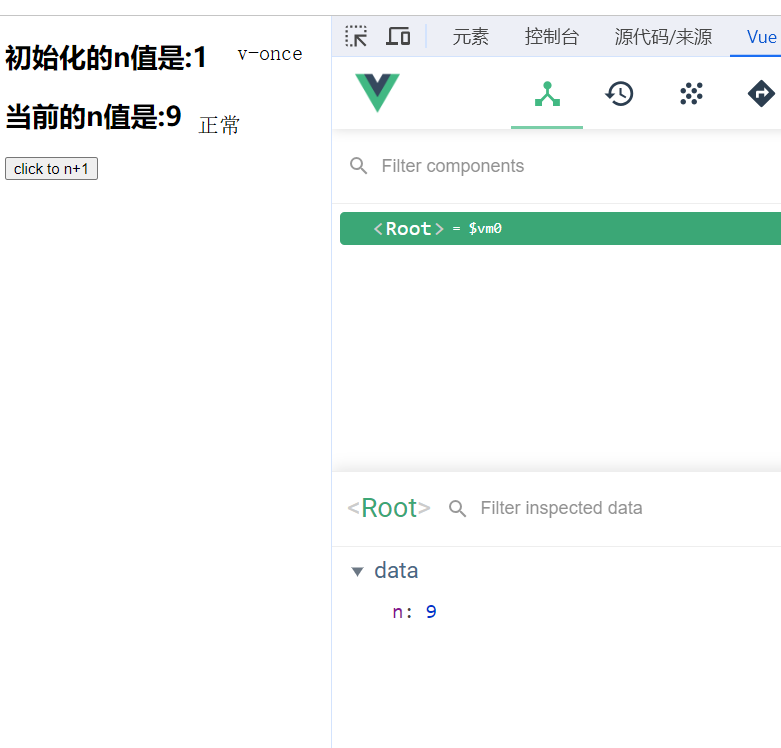 初始化的n值是:1 v-once
当前的n值是:9 正常
click to n+1
元素 控制台 源代码/来源 Vue
Filter components
<Root> = $vm0
<Root> Filter inspected data
data
n: 9